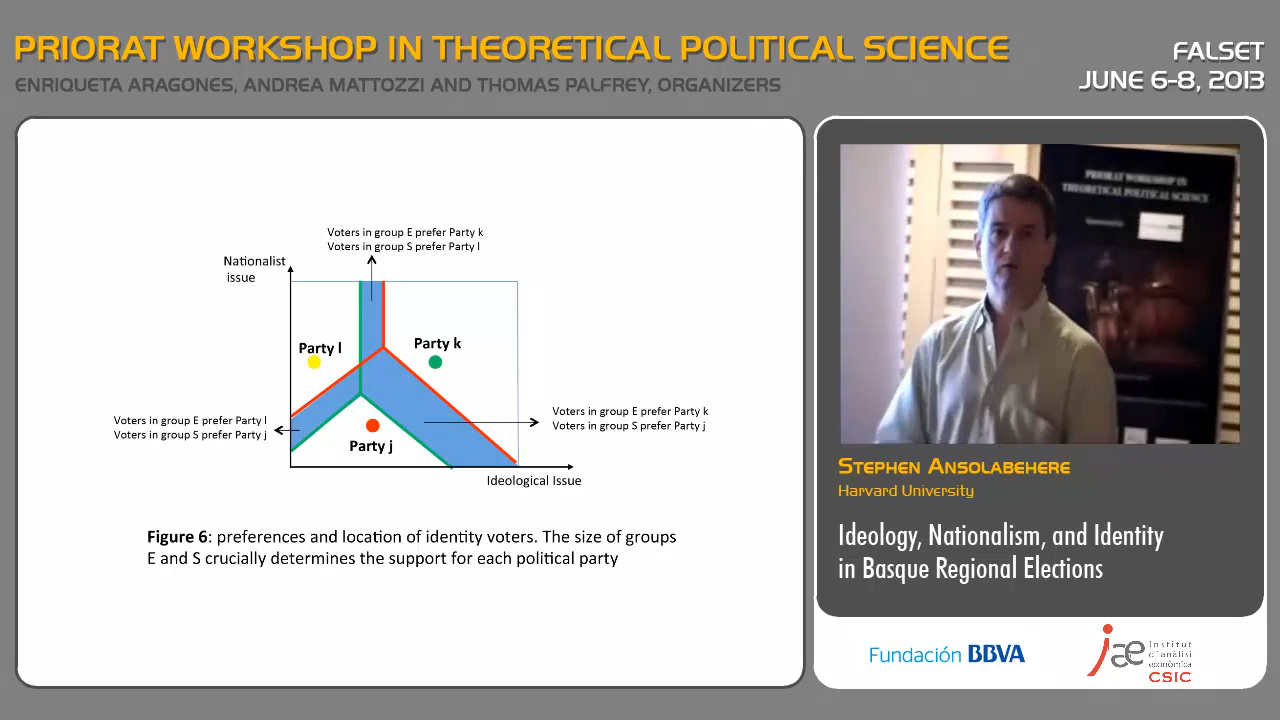 PRIORAT WORKSHOP IN THEORETICAL POLITICAL SCIENCE
ENRIQUETA ARAGONES, ANDREA MATTOZZI AND THOMAS PALFREY, ORGANIZERS
FALSET
JUNE 6-8, 2013
Voters in group E prefer Party k
Voters in group S prefer Party l
Nationalist
issue
Party l
Party k
Voters in group E prefer Party l
Voters in group S prefer Party j
Voters in group E prefer Party k
Voters in group S prefer Party j
Party j
Ideological Issue
Figure 6: preferences and location of identity voters. The size of groups
E and S crucially determines the support for each political party
PRIORAT WORKSHOP IN
THEORETICAL POLITICAL SCIENCE
STEPHEN ANSOLABEHERE
Harvard University
Ideology, Nationalism, and Identity
in Basque Regional Elections
Fundación BBVA
iae
Institut
d'anàlisi
econòmica
CSIC